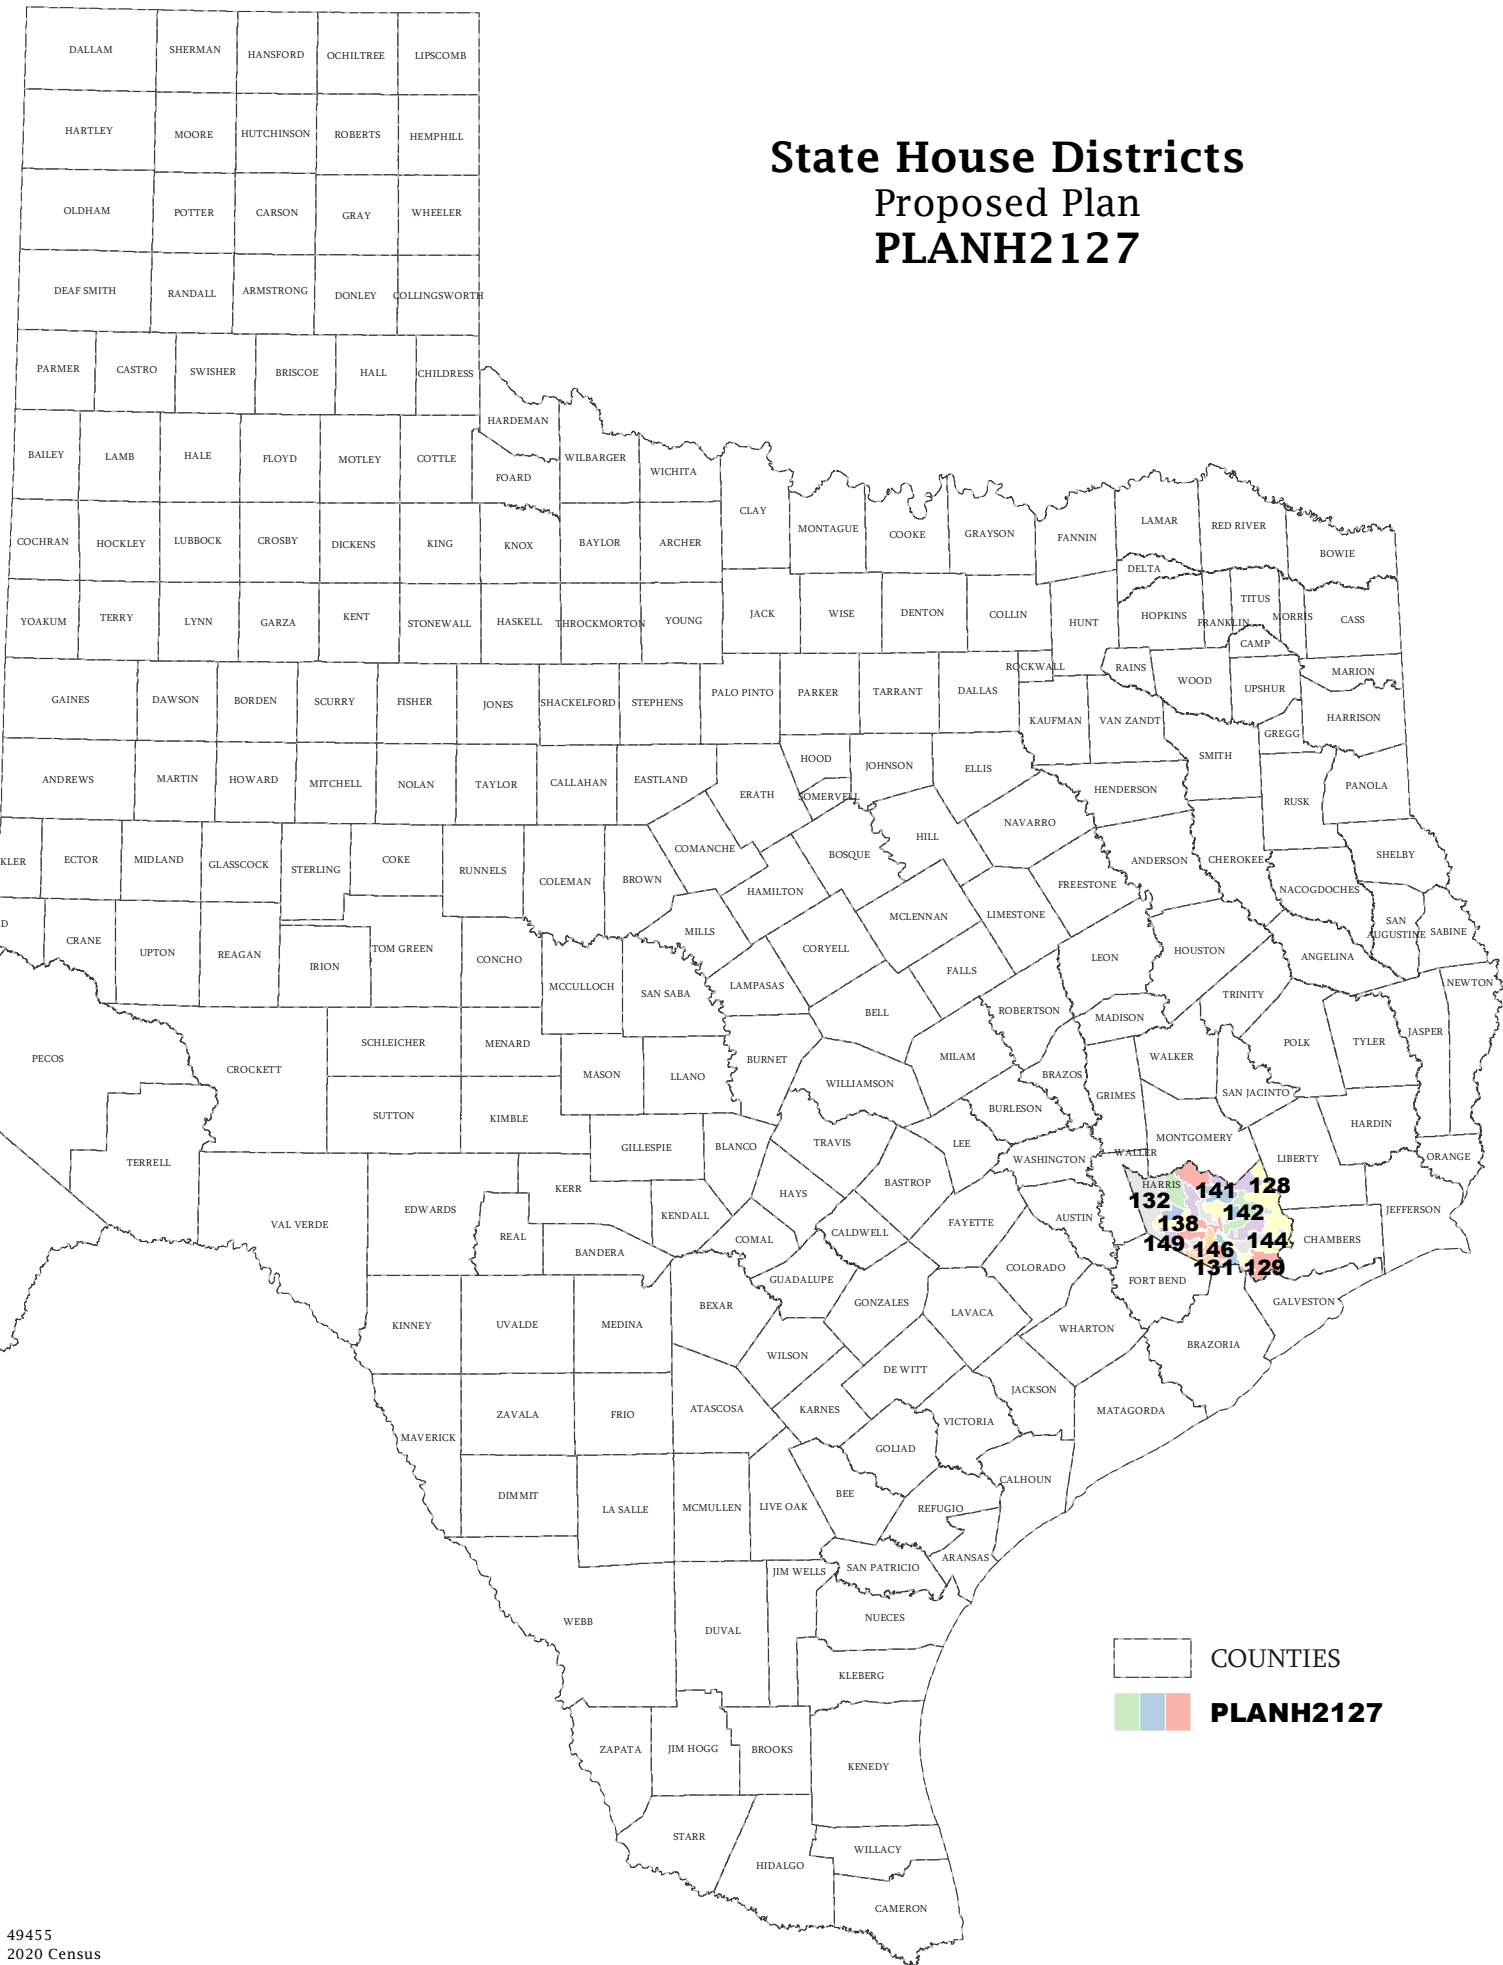 State House Districts
Proposed Plan
PLANH2127
DALLAM
SHERMAN
HANSFORD
OCHILTREE
LIPSCOMB
HARTLEY
MOORE
HUTCHINSON
ROBERTS
HEMPHILL
OLDHAM
POTTER
CARSON
GRAY
WHEELER
DEAF SMITH
RANDALL
ARMSTRONG
DONLEY
COLLINGSWORTH
PARMER
CASTRO
SWISHER
BRISCOE
HALL
CHILDRESS
HARDEMAN
BAILEY
LAMB
HALE
FLOYD
MOTLEY
COTTLE
FOARD
WILBARGER
WICHITA
CLAY
MONTAGUE
COOKE
GRAYSON
FANNIN
LAMAR
RED RIVER
BOWIE
DELTA
COCHRAN
HOCKLEY
LUBBOCK
CROSBY
DICKENS
KING
KNOX
BAYLOR
ARCHER
YOAKUM
TERRY
LYNN
GARZA
KENT
STONEWALL
HASKELL
THROCKMORTON
YOUNG
JACK
WISE
DENTON
COLLIN
HUNT
HOPKINS
FRANKLIN
TITUS
MORRIS
CASS
CAMP
ROCKWALL
RAINS
WOOD
UPSHUR
MARION
GAINES
DAWSON
BORDEN
SCURRY
FISHER
JONES
SHACKELFORD
STEPHENS
PALO PINTO
PARKER
TARRANT
DALLAS
KAUFMAN
VAN ZANDT
GREGG
HARRISON
SMITH
ANDREWS
MARTIN
HOWARD
MITCHELL
NOLAN
TAYLOR
CALLAHAN
EASTLAND
ERATH
HOOD
SOMERVELL
JOHNSON
ELLIS
HENDERSON
RUSK
PANOLA
NAVARRO
HILL
BOSQUE
COMANCHE
KLER
ECTOR
MIDLAND
GLASSCOCK
STERLING
COKE
RUNNELS
COLEMAN
BROWN
HAMILTON
ANDERSON
CHEROKEE
SHELBY
FREESTONE
NACOGDOCHES
D
CRANE
UPTON
REAGAN
IRION
TOM GREEN
CONCHO
MILLS
CORYELL
MCLENNAN
LIMESTONE
SAN
AUGUSTINE
SABINE
HOUSTON
ANGELINA
LEON
FALLS
MCCULLOCH
SAN SABA
LAMPASAS
BELL
ROBERTSON
MADISON
TRINITY
NEWTON
JASPER
PECOS
CROCKETT
SCHLEICHER
MENARD
MASON
LLANO
BURNET
WILLIAMSON
MILAM
BRAZOS
WALKER
POLK
TYLER
GRIMES
SAN JACINTO
SUTTON
KIMBLE
BURLESON
HARDIN
GILLESPIE
BLANCO
TRAVIS
LEE
MONTGOMERY
WALLER
WASHINGTON
LIBERTY
ORANGE
TERRELL
HARRIS
132
141
128
142
138
149
144
146
131
129
KERR
HAYS
BASTROP
VAL VERDE
EDWARDS
REAL
KENDALL
BANDERA
COMAL
CALDWELL
FAYETTE
AUSTIN
JEFFERSON
CHAMBERS
COLORADO
FORT BEND
GUADALUPE
GALVESTON
KINNEY
UVALDE
MEDINA
BEXAR
GONZALES
LAVACA
WHARTON
BRAZORIA
WILSON
DE WITT
JACKSON
ZAVALA
FRIO
ATASCOSA
KARNES
VICTORIA
MATAGORDA
MAVERICK
GOLIAD
CALHOUN
DIMMIT
LA SALLE
MCMULLEN
LIVE OAK
BEE
REFUGIO
ARANSAS
SAN PATRICIO
JIM WELLS
WEBB
DUVAL
NUECES
KLEBERG
ZAPATA
JIM HOGG
BROOKS
KENEDY
STARR
HIDALGO
WILLACY
CAMERON
COUNTIES
PLANH2127
49455
2020 Census